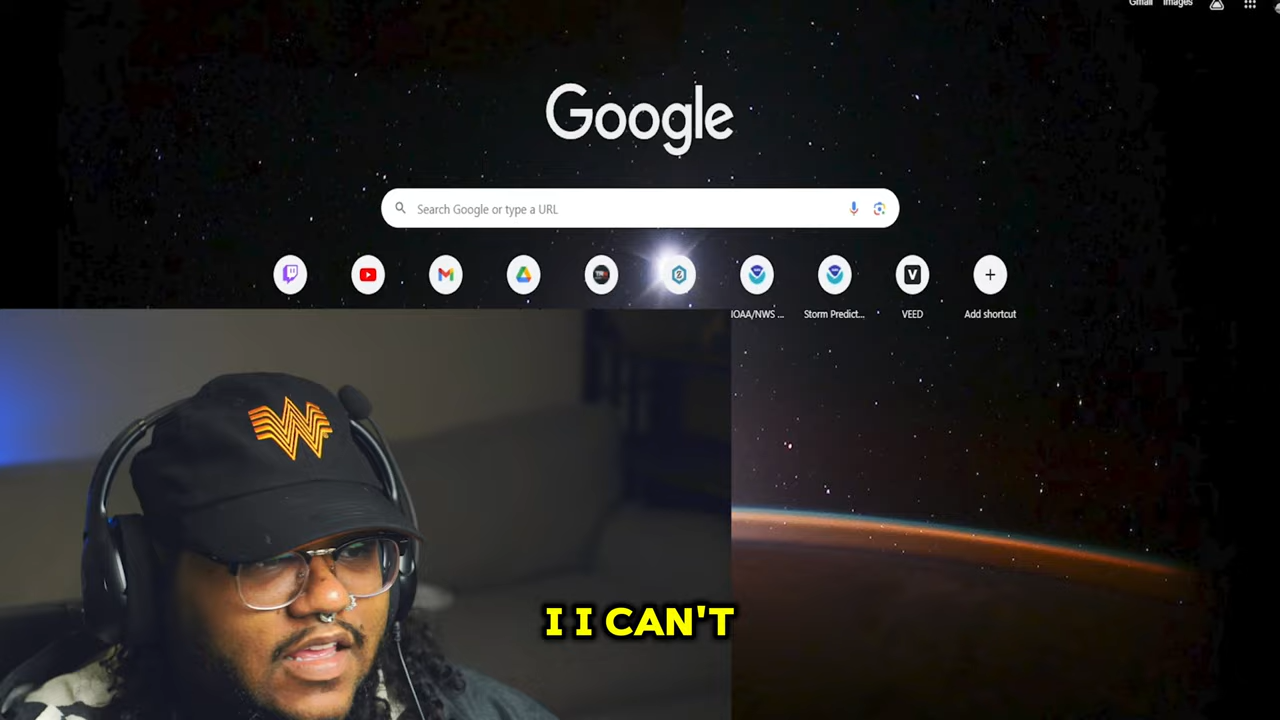 Gmail Images
Google
Search Google or type a URL
V
IOAA/NWS ... Storm Predict... VEED Add shortcut
W
I I CAN'T